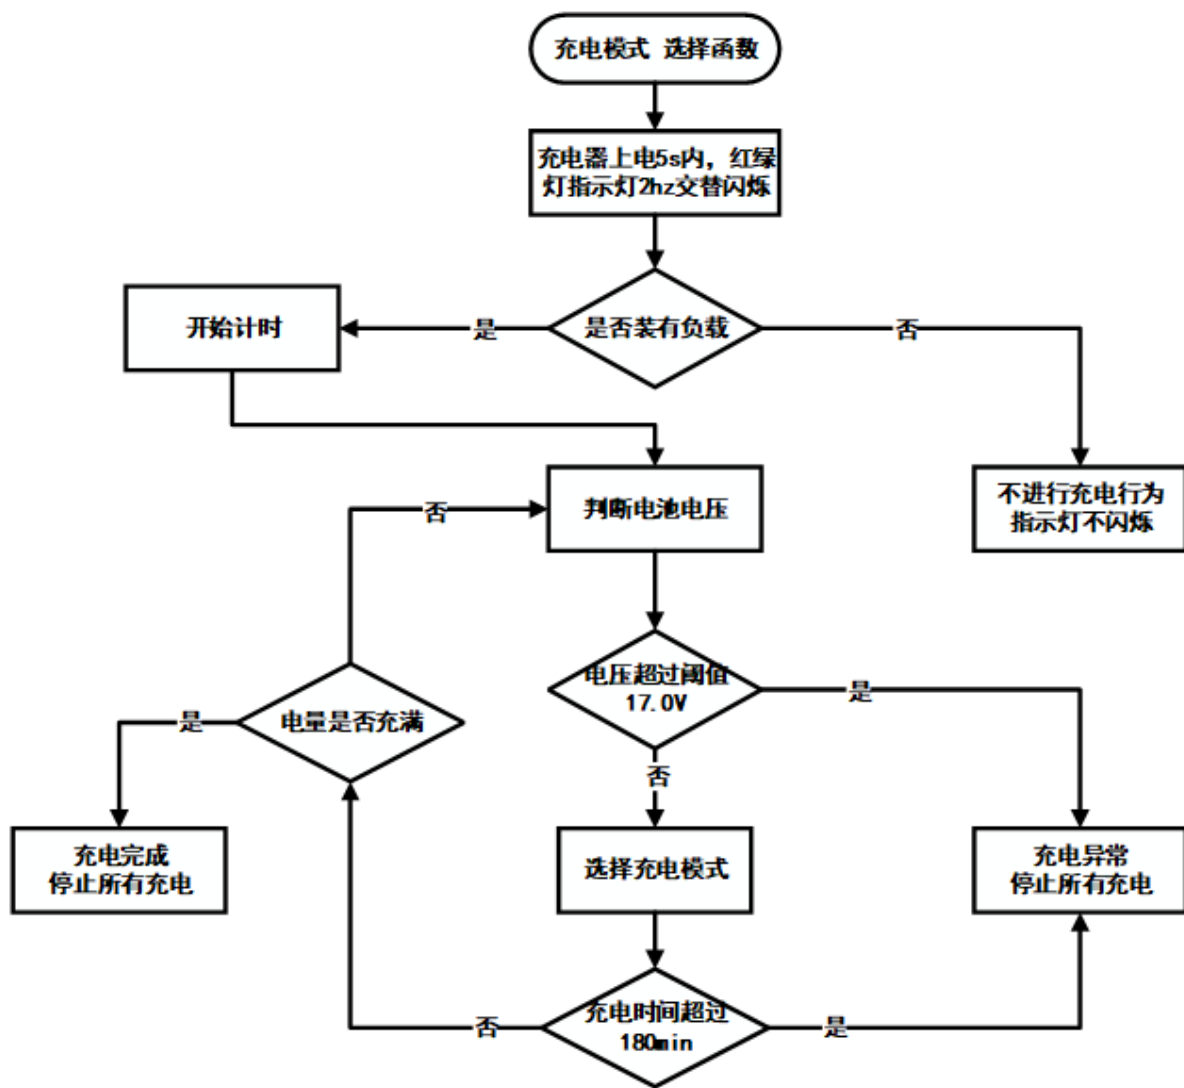 充电模式 选择函数
充电器上电5s内，红绿
灯指示灯2hz交替闪烁
是否装有负载
是
否
开始计时
判断电池电压
不进行充电行为
指示灯不闪烁
否
电压超过阈值
17.0V
是
否
电量是否充满
是
充电完成
停止所有充电
选择充电模式
充电异常
停止所有充电
充电时间超过
180min
否
是